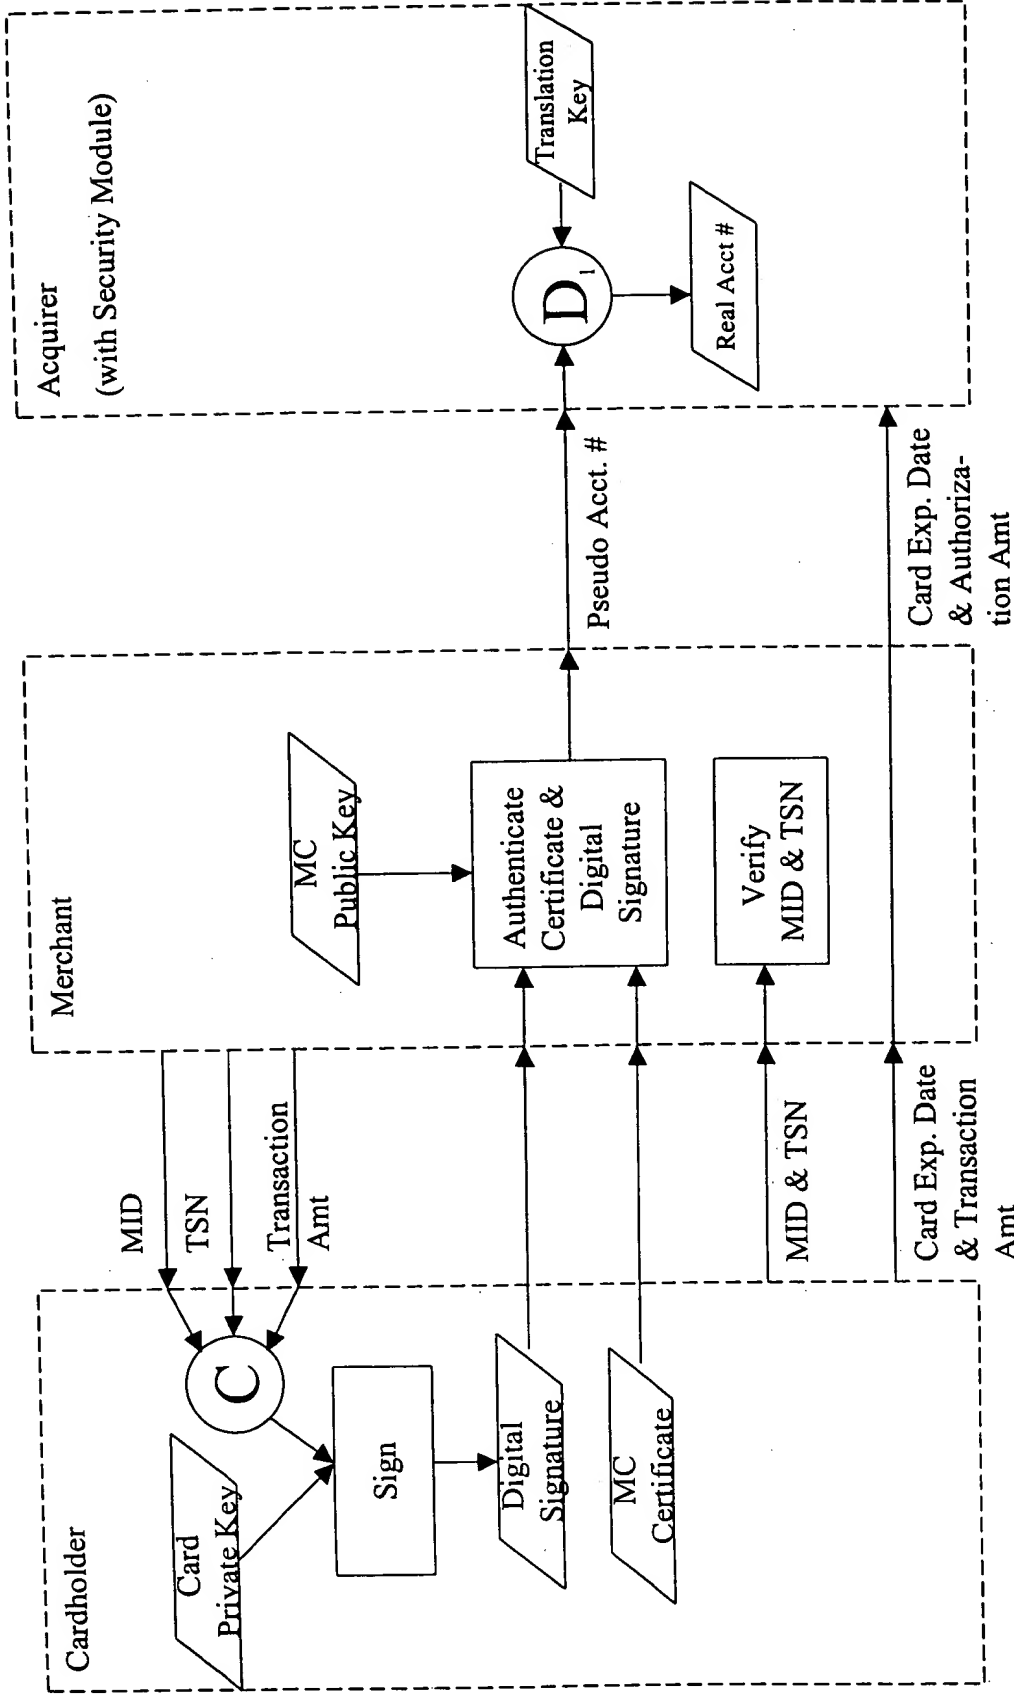 Cardholder
Card
Private Key
C
Sign
Digital
Signature
MC
Certificate
MID
TSN
Transaction
Amt
MID & TSN
Card Exp. Date
& Transaction
Amt
Merchant
MC
Public Key
Authenticate
Certificate &
Digital
Signature
Verify
MID & TSN
Pseudo Acct. #
Card Exp. Date
& Authoriza-
tion Amt
Acquirer
(with Security Module)
Translation
Key
D1
Real Acct #